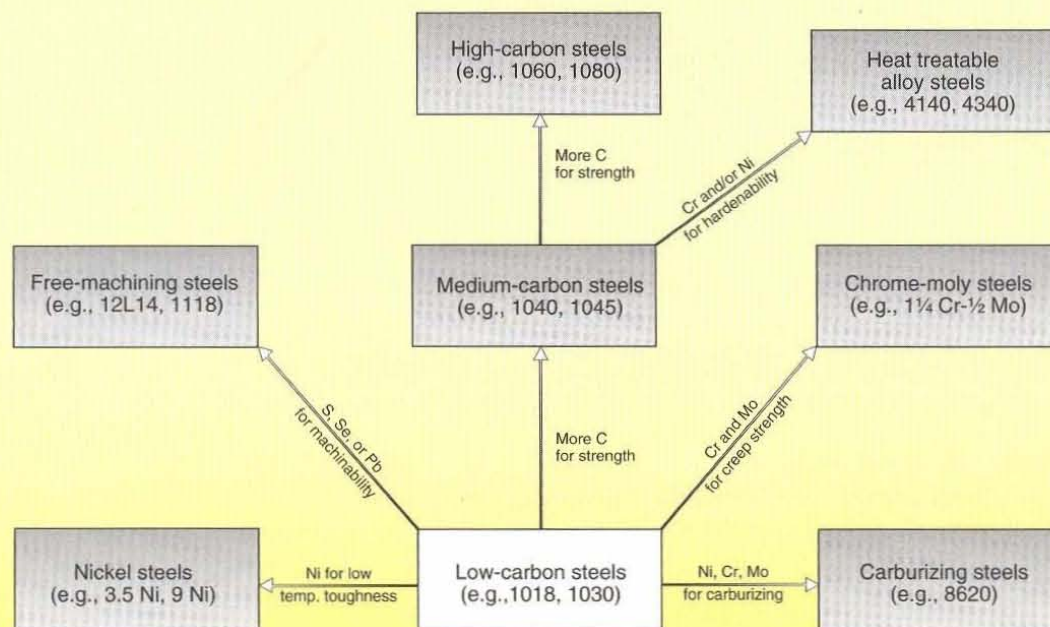 High-carbon steels
(e.g., 1060, 1080)
Heat treatable
alloy steels
(e.g., 4140, 4340)
More C
for strength
Cr and/or Ni
for hardenability
Free-machining steels
(e.g., 12L14, 1118)
Medium-carbon steels
(e.g., 1040, 1045)
Chrome-moly steels
(e.g., 1¼ Cr-½ Mo)
S, Se, or Pb
for machinability
More C
for strength
Cr and Mo
for creep strength
Nickel steels
(e.g., 3.5 Ni, 9 Ni)
Ni for low
temp. toughness
Low-carbon steels
(e.g.,1018, 1030)
Ni, Cr, Mo
for carburizing
Carburizing steels
(e.g., 8620)